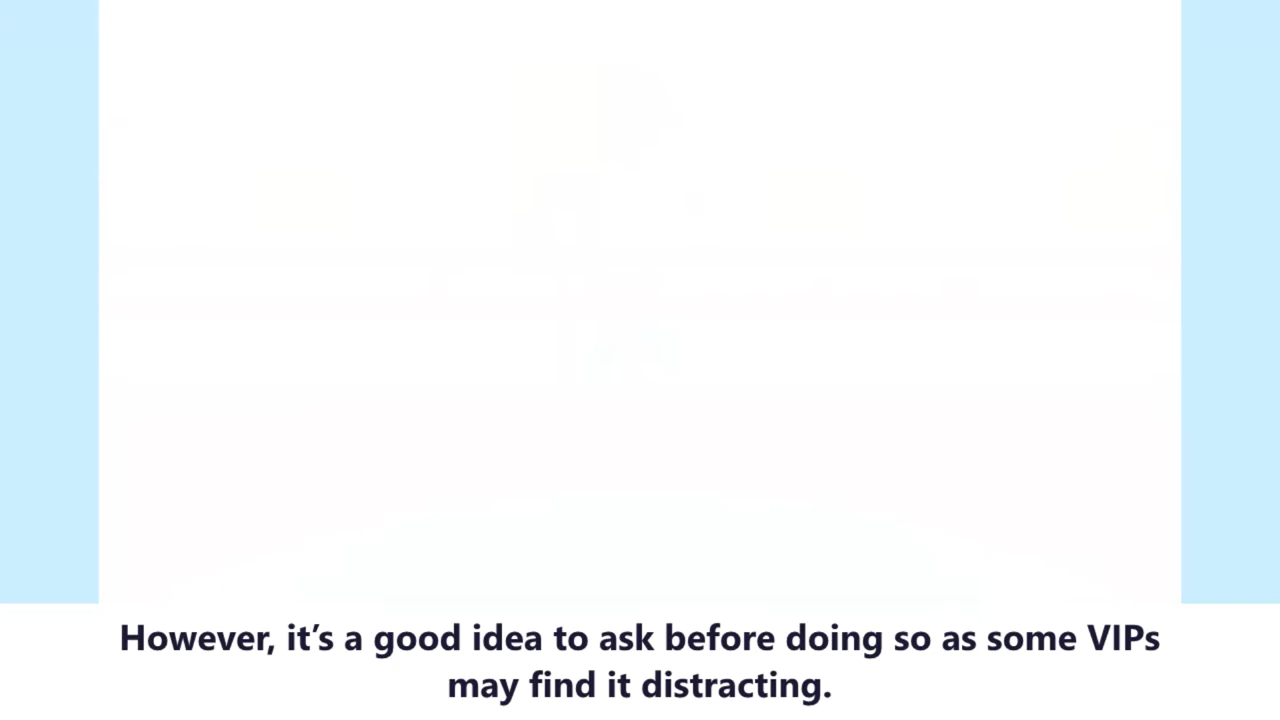 However, it’s a good idea to ask before doing so as some VIPs
may find it distracting.